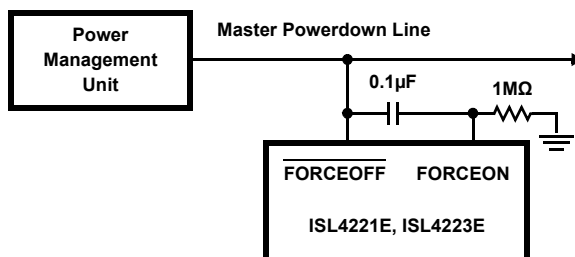 Power
Management
Unit
Master Powerdown Line
0.1μF
1MΩ
FORCEOFF FORCEON
ISL4221E, ISL4223E